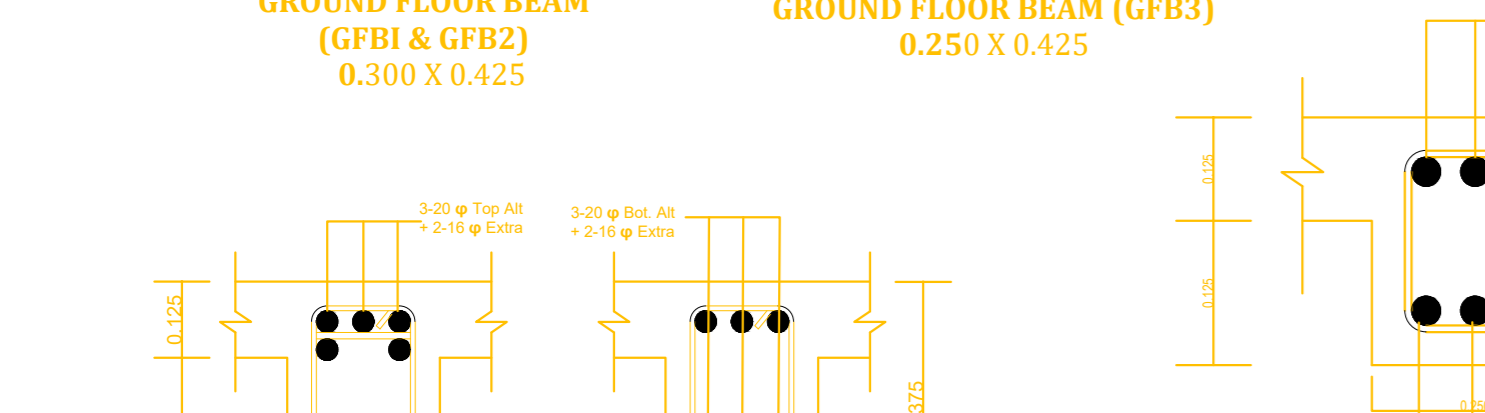 GROUND FLOOR BEAM
(GFBI & GFB2)
0.300 X 0.425
GROUND FLOOR BEAM (GFB3)
0.250 X 0.425
3-20 φ Top Alt
+ 2-16 φ Extra
3-20 φ Bot. Alt
+ 2-16 φ Extra
0.125
0.125
0.125
375